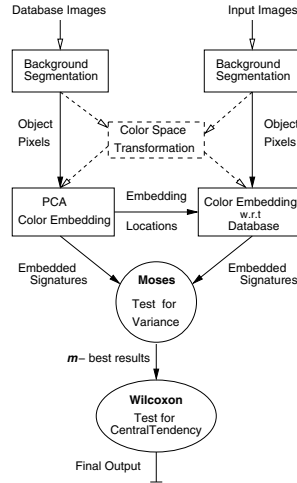 Database Images
Input Images
Background
Segmentation
Background
Segmentation
Object
Pixels
Color Space
Transformation
Object
Pixels
PCA
Color Embedding
Embedding
Locations
Color Embedding
w.r.t
Database
Embedded
Signatures
Embedded
Signatures
Moses
Test for
Variance
m– best results
Wilcoxon
Test for
CentralTendency
Final Output